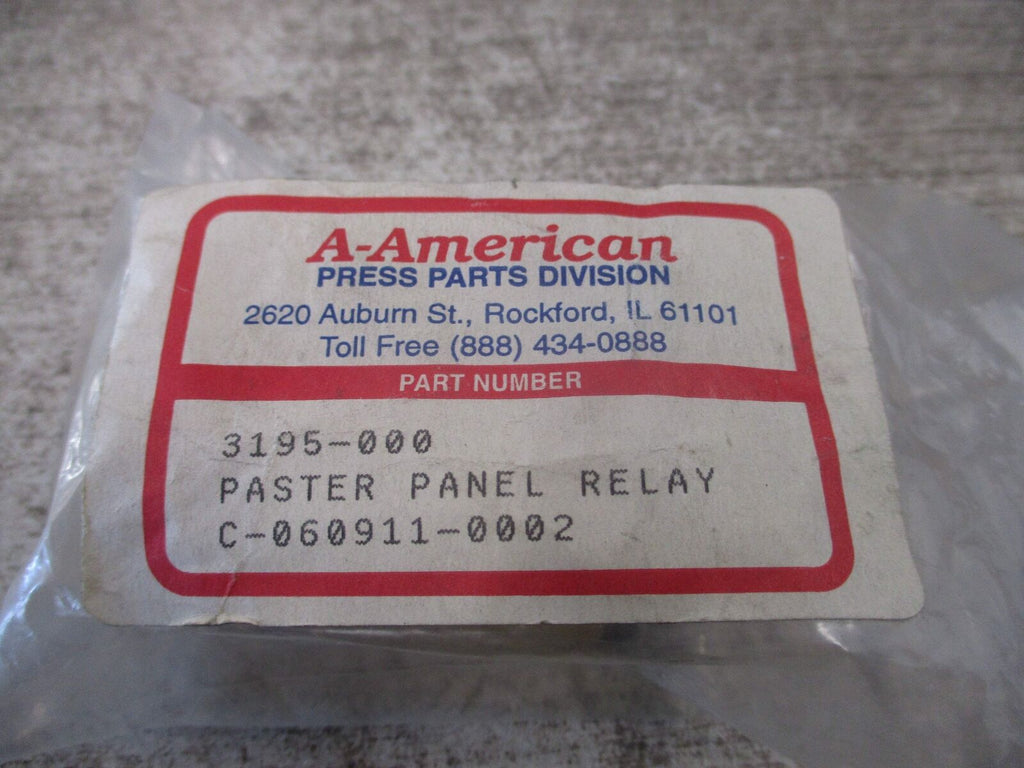 A-American
PRESS PARTS DIVISION
2620 Auburn St., Rockford, IL 61101
Toll Free (888) 434-0888
PART NUMBER
3195-000
PASTER PANEL RELAY
C-060911-0002